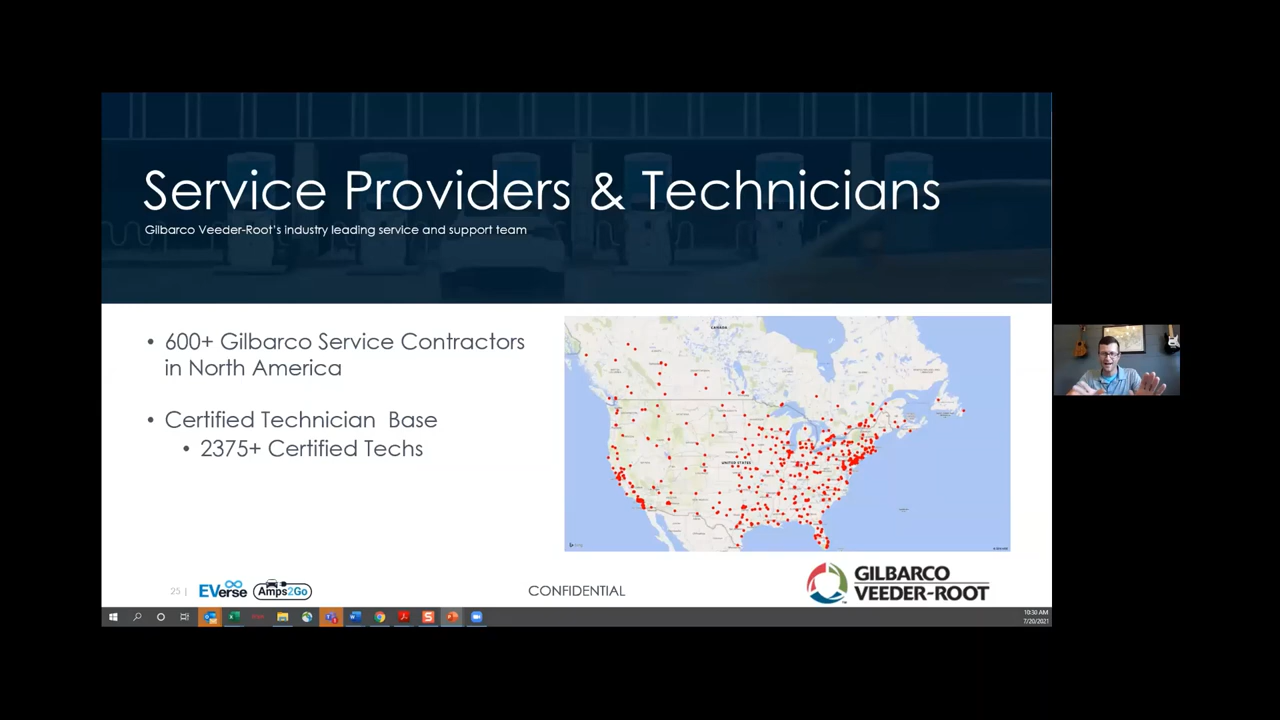 Service Providers & Technicians
Gilbarco Veeder-Root's industry leading service and support team
• 600+ Gilbarco Service Contractors
in North America
• Certified Technician Base
• 2375+ Certified Techs
CANADA
UNITED STATES
25 |
EVerse
Amps2Go
CONFIDENTIAL
GILBARCO
VEEDER-ROOT
10:30 AM
7/20/2021